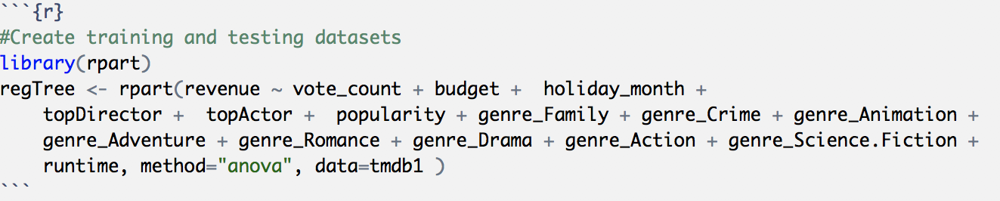 ```{r}
#Create training and testing datasets
library(rpart)
regTree <- rpart(revenue ~ vote_count + budget +  holiday_month +
    topDirector +  topActor +  popularity + genre_Family + genre_Crime + genre_Animation +
    genre_Adventure + genre_Romance + genre_Drama + genre_Action + genre_Science.Fiction +
    runtime, method="anova", data=tmdb1 )
```